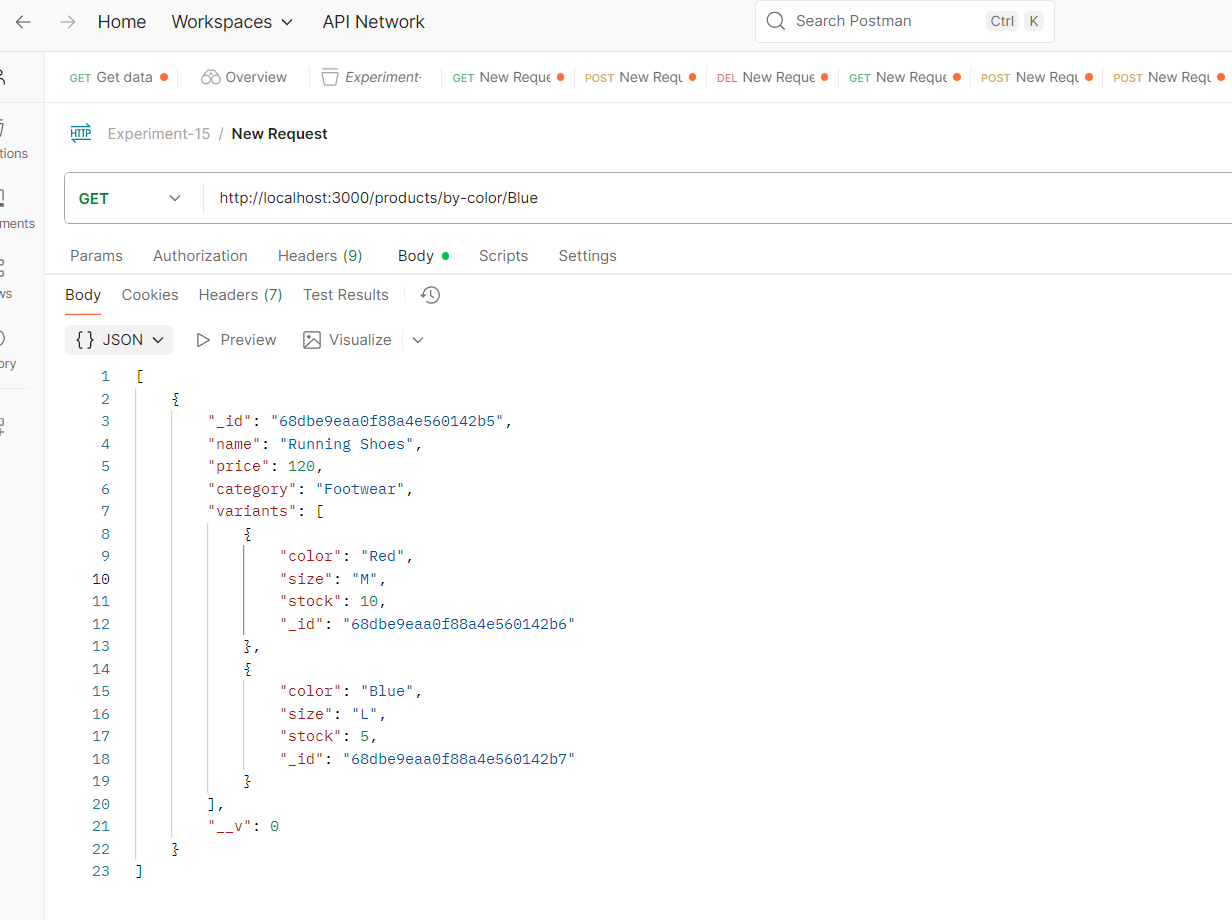 Home Workspaces API Network Search Postman Ctrl K
GET Get data Overview Experiment- GET New Reque POST New Requ DEL New Reque GET New Reque POST New Requ POST New Requ
HTTP Experiment-15 / New Request
tions
GET http://localhost:3000/products/by-color/Blue
ments
Params Authorization Headers (9) Body Scripts Settings
ws
Body Cookies Headers (7) Test Results
{} JSON Preview Visualize
ory
1 [
2 {
3 "_id": "68dbe9eaa0f88a4e560142b5",
4 "name": "Running Shoes",
5 "price": 120,
6 "category": "Footwear",
7 "variants": [
8 {
9 "color": "Red",
10 "size": "M",
11 "stock": 10,
12 "_id": "68dbe9eaa0f88a4e560142b6"
13 },
14 {
15 "color": "Blue",
16 "size": "L",
17 "stock": 5,
18 "_id": "68dbe9eaa0f88a4e560142b7"
19 }
20 ],
21 "__v": 0
22 }
23 ]